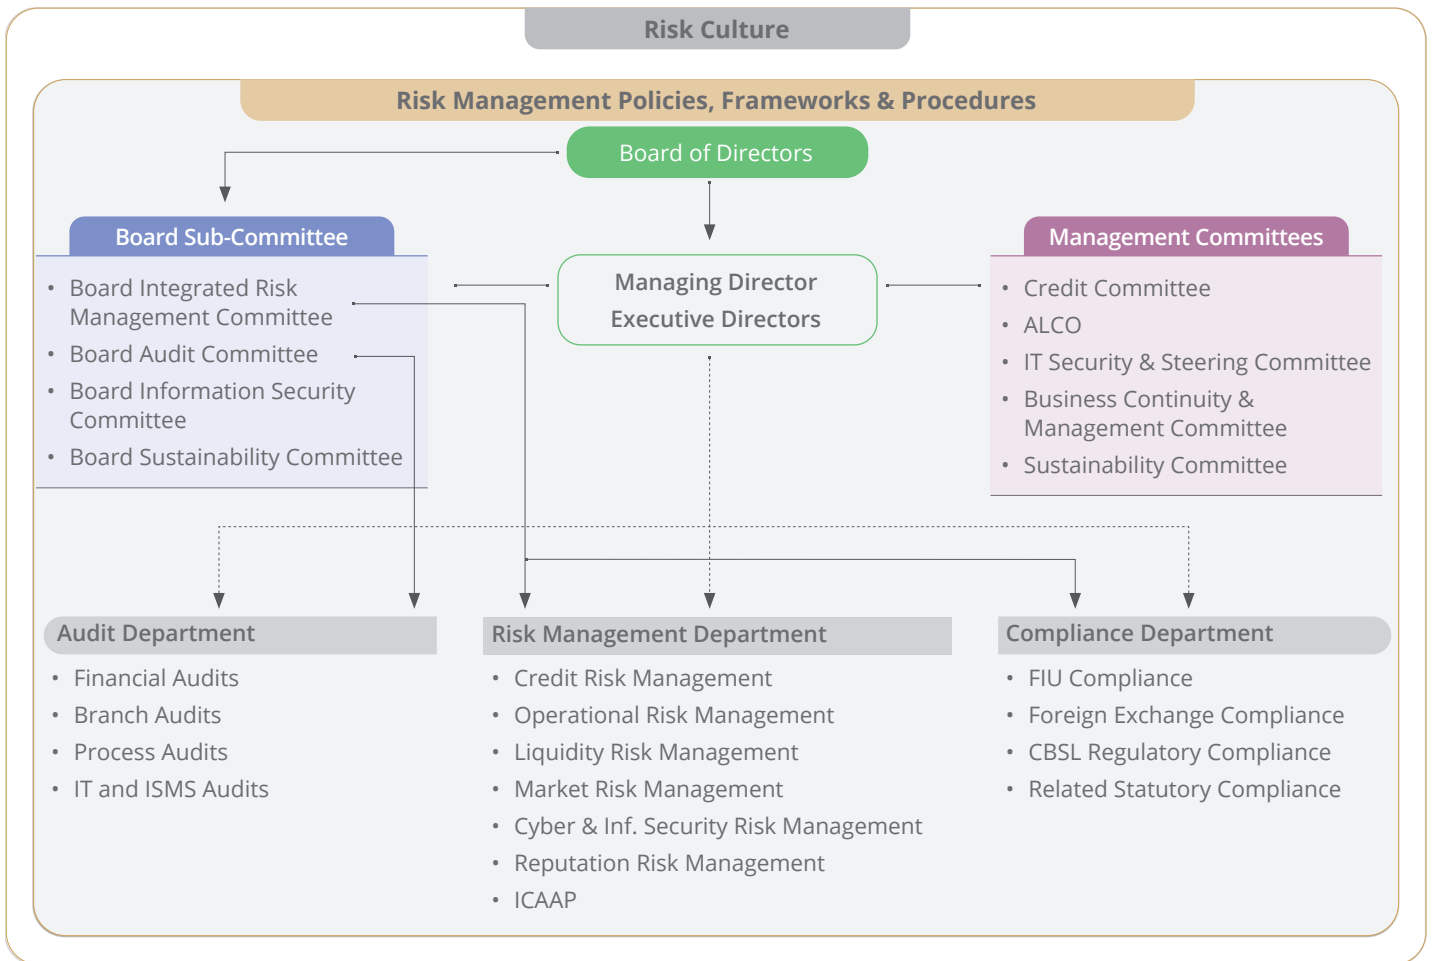 Risk Culture
Risk Management Policies, Frameworks & Procedures
Board of Directors
Board Sub-Committee
• Board Integrated Risk
Management Committee
• Board Audit Committee
• Board Information Security
Committee
• Board Sustainability Committee
Managing Director
Executive Directors
Management Committees
• Credit Committee
• ALCO
• IT Security & Steering Committee
• Business Continuity &
Management Committee
• Sustainability Committee
Audit Department
• Financial Audits
• Branch Audits
• Process Audits
• IT and ISMS Audits
Risk Management Department
• Credit Risk Management
• Operational Risk Management
• Liquidity Risk Management
• Market Risk Management
• Cyber & Inf. Security Risk Management
• Reputation Risk Management
• ICAAP
Compliance Department
• FIU Compliance
• Foreign Exchange Compliance
• CBSL Regulatory Compliance
• Related Statutory Compliance